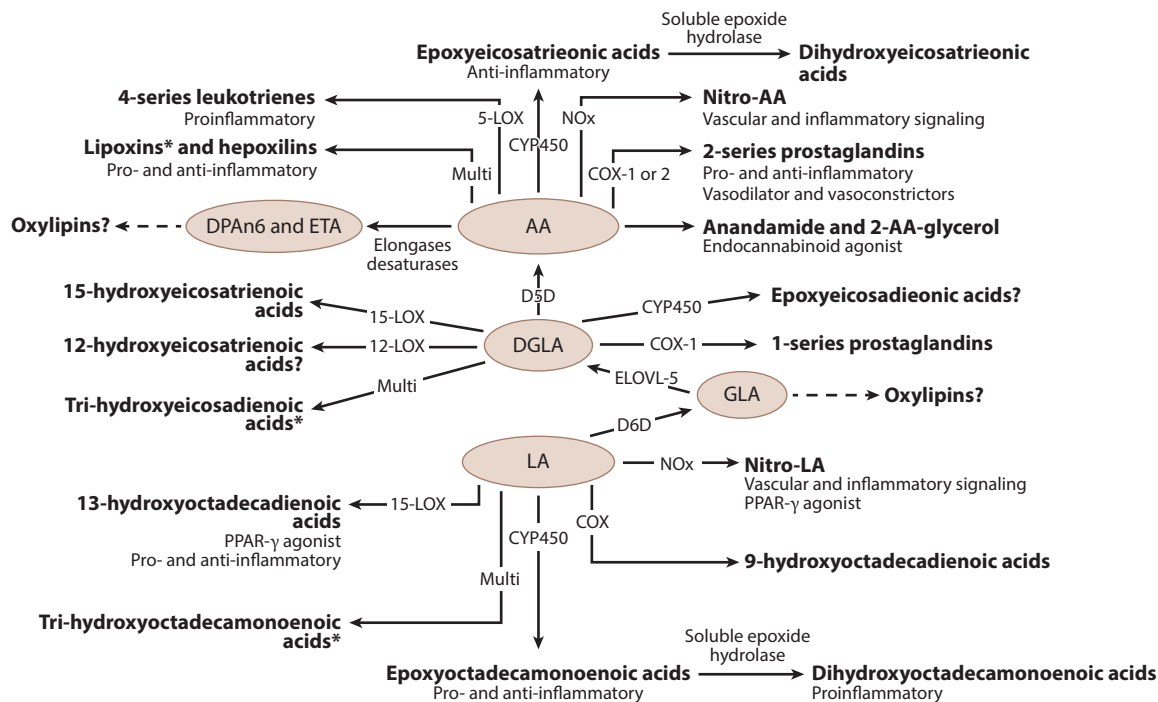 Soluble epoxide
hydrolase
Epoxyeicosatrieonic acids
Anti-inflammatory
Dihydroxyeicosatrieonic
acids
4-series leukotrienes
Proinflammatory
5-LOX
CYP450
NOx
Nitro-AA
Vascular and inflammatory signaling
Lipoxins* and hepoxilins
Pro- and anti-inflammatory
Multi
COX-1 or 2
2-series prostaglandins
Pro- and anti-inflammatory
Vasodilator and vasoconstrictors
Oxylipins?
DPAn6 and ETA
Elongases
desaturases
AA
Anandamide and 2-AA-glycerol
Endocannabinoid agonist
D5D
15-hydroxyeicosatrienoic
acids
15-LOX
CYP450
Epoxyeicosadieonic acids?
12-hydroxyeicosatrienoic
acids?
12-LOX
DGLA
COX-1
1-series prostaglandins
Multi
Tri-hydroxyeicosadienoic
acids*
ELOVL-5
GLA
Oxylipins?
D6D
LA
NOx
Nitro-LA
Vascular and inflammatory signaling
PPAR-γ agonist
13-hydroxyoctadecadienoic
acids
PPAR-γ agonist
Pro- and anti-inflammatory
15-LOX
CYP450
COX
9-hydroxyoctadecadienoic acids
Multi
Tri-hydroxyoctadecamonoenoic
acids*
Soluble epoxide
hydrolase
Epoxyoctadecamonoenoic acids
Pro- and anti-inflammatory
Dihydroxyoctadecamonoenoic acids
Proinflammatory